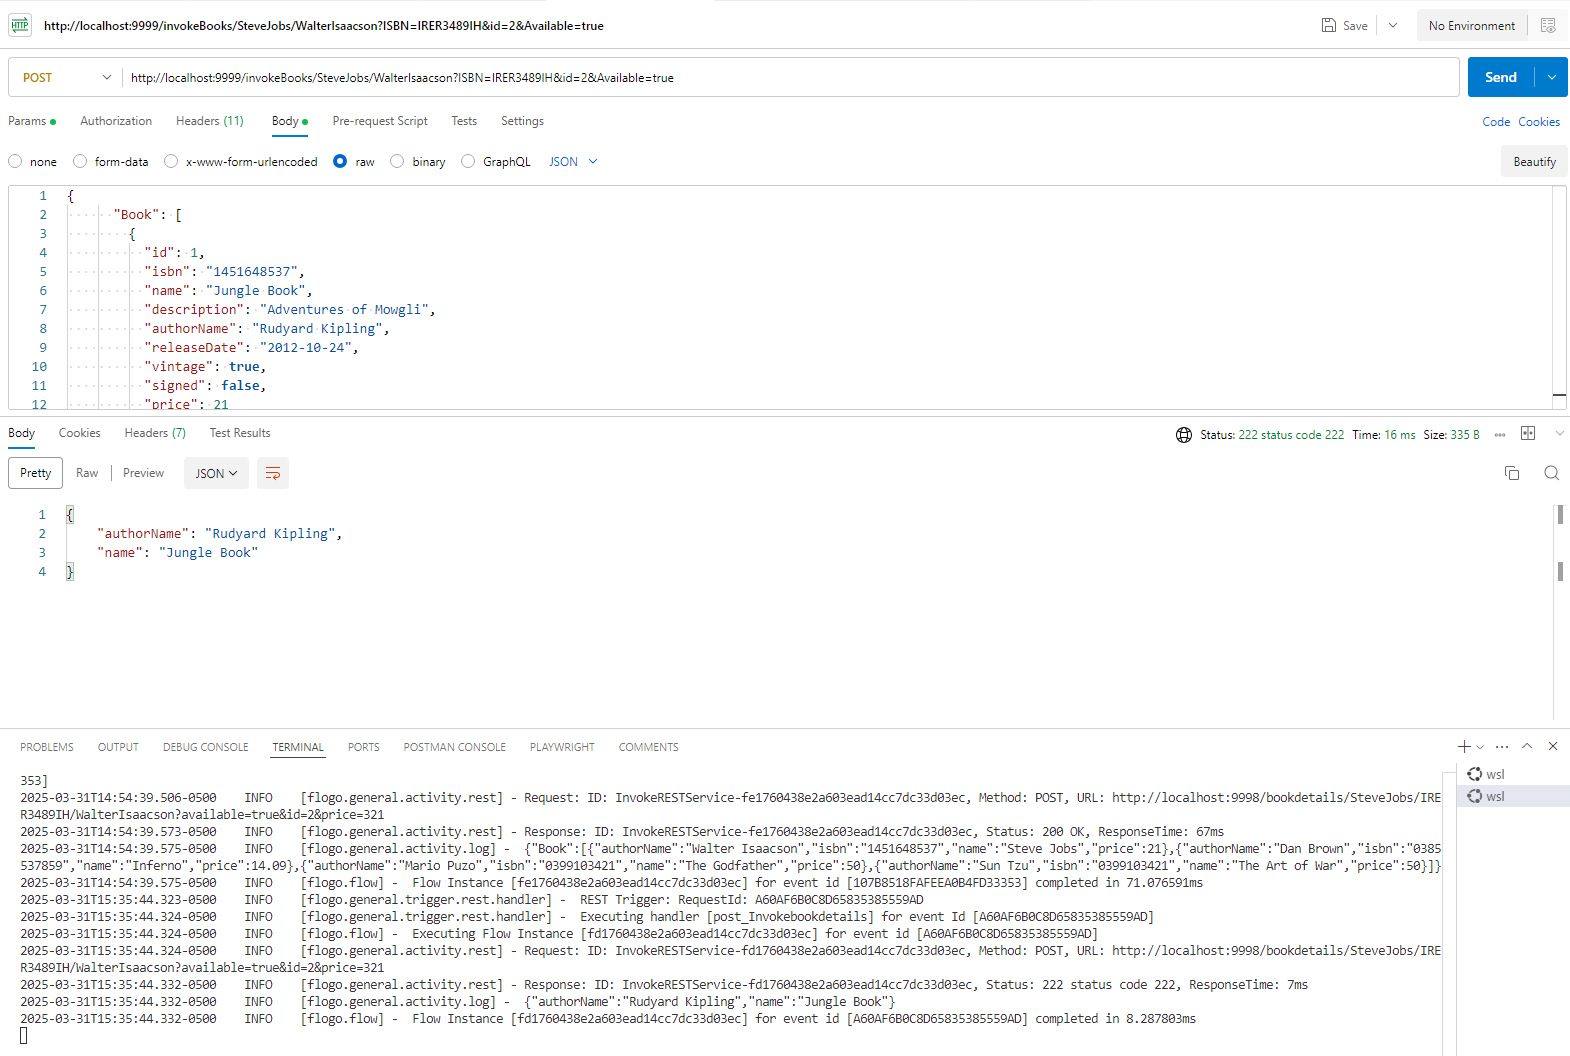 HTTP http://localhost:9999/invokeBooks/SteveJobs/WalterIsaacson?ISBN=IRER3489IH&id=2&Available=true Save No Environment
POST http://localhost:9999/invokeBooks/SteveJobs/WalterIsaacson?ISBN=IRER3489IH&id=2&Available=true Send
Params Authorization Headers (11) Body Pre-request Script Tests Settings Code Cookies
none form-data x-www-form-urlencoded raw binary GraphQL JSON Beautify
1 {
2 "Book": [
3 {
4 "id": 1,
5 "isbn": "1451648537",
6 "name": "Jungle Book",
7 "description": "Adventures of Mowgli",
8 "authorName": "Rudyard Kipling",
9 "releaseDate": "2012-10-24",
10 "vintage": true,
11 "signed": false,
12 "price": 21
Body Cookies Headers (7) Test Results Status: 222 status code 222 Time: 16 ms Size: 335 B
Pretty Raw Preview JSON
1 {
2 "authorName": "Rudyard Kipling",
3 "name": "Jungle Book"
4 }
PROBLEMS OUTPUT DEBUG CONSOLE TERMINAL PORTS POSTMAN CONSOLE PLAYWRIGHT COMMENTS
wsl
wsl
353]
2025-03-31T14:54:39.506-0500 INFO [flogo.general.activity.rest] - Request: ID: InvokeRESTService-fe1760438e2a603ead14cc7dc33d03ec, Method: POST, URL: http://localhost:9998/bookdetails/SteveJobs/IRE
R3489IH/WalterIsaacson?available=true&id=2&price=321
2025-03-31T14:54:39.573-0500 INFO [flogo.general.activity.rest] - Response: ID: InvokeRESTService-fe1760438e2a603ead14cc7dc33d03ec, Status: 200 OK, ResponseTime: 67ms
2025-03-31T14:54:39.575-0500 INFO [flogo.general.activity.log] - {"Book":[{"authorName":"Walter Isaacson","isbn":"1451648537","name":"Steve Jobs","price":21},{"authorName":"Dan Brown","isbn":"0385
537859","name":"Inferno","price":14.09},{"authorName":"Mario Puzo","isbn":"0399103421","name":"The Godfather","price":50},{"authorName":"Sun Tzu","isbn":"0399103421","name":"The Art of War","price":50}]}
2025-03-31T14:54:39.575-0500 INFO [flogo.flow] - Flow Instance [fe1760438e2a603ead14cc7dc33d03ec] for event id [107B8518FAFEEA0B4FD33353] completed in 71.076591ms
2025-03-31T15:35:44.323-0500 INFO [flogo.general.trigger.rest.handler] - REST Trigger: RequestId: A60AF6B0C8D65835385559AD
2025-03-31T15:35:44.324-0500 INFO [flogo.general.trigger.rest.handler] - Executing handler [post_Invokebookdetails] for event Id [A60AF6B0C8D65835385559AD]
2025-03-31T15:35:44.324-0500 INFO [flogo.flow] - Executing Flow Instance [fd1760438e2a603ead14cc7dc33d03ec] for event id [A60AF6B0C8D65835385559AD]
2025-03-31T15:35:44.324-0500 INFO [flogo.general.activity.rest] - Request: ID: InvokeRESTService-fd1760438e2a603ead14cc7dc33d03ec, Method: POST, URL: http://localhost:9998/bookdetails/SteveJobs/IRE
R3489IH/WalterIsaacson?available=true&id=2&price=321
2025-03-31T15:35:44.332-0500 INFO [flogo.general.activity.rest] - Response: ID: InvokeRESTService-fd1760438e2a603ead14cc7dc33d03ec, Status: 222 status code 222, ResponseTime: 7ms
2025-03-31T15:35:44.332-0500 INFO [flogo.general.activity.log] - {"authorName":"Rudyard Kipling","name":"Jungle Book"}
2025-03-31T15:35:44.332-0500 INFO [flogo.flow] - Flow Instance [fd1760438e2a603ead14cc7dc33d03ec] for event id [A60AF6B0C8D65835385559AD] completed in 8.287803ms